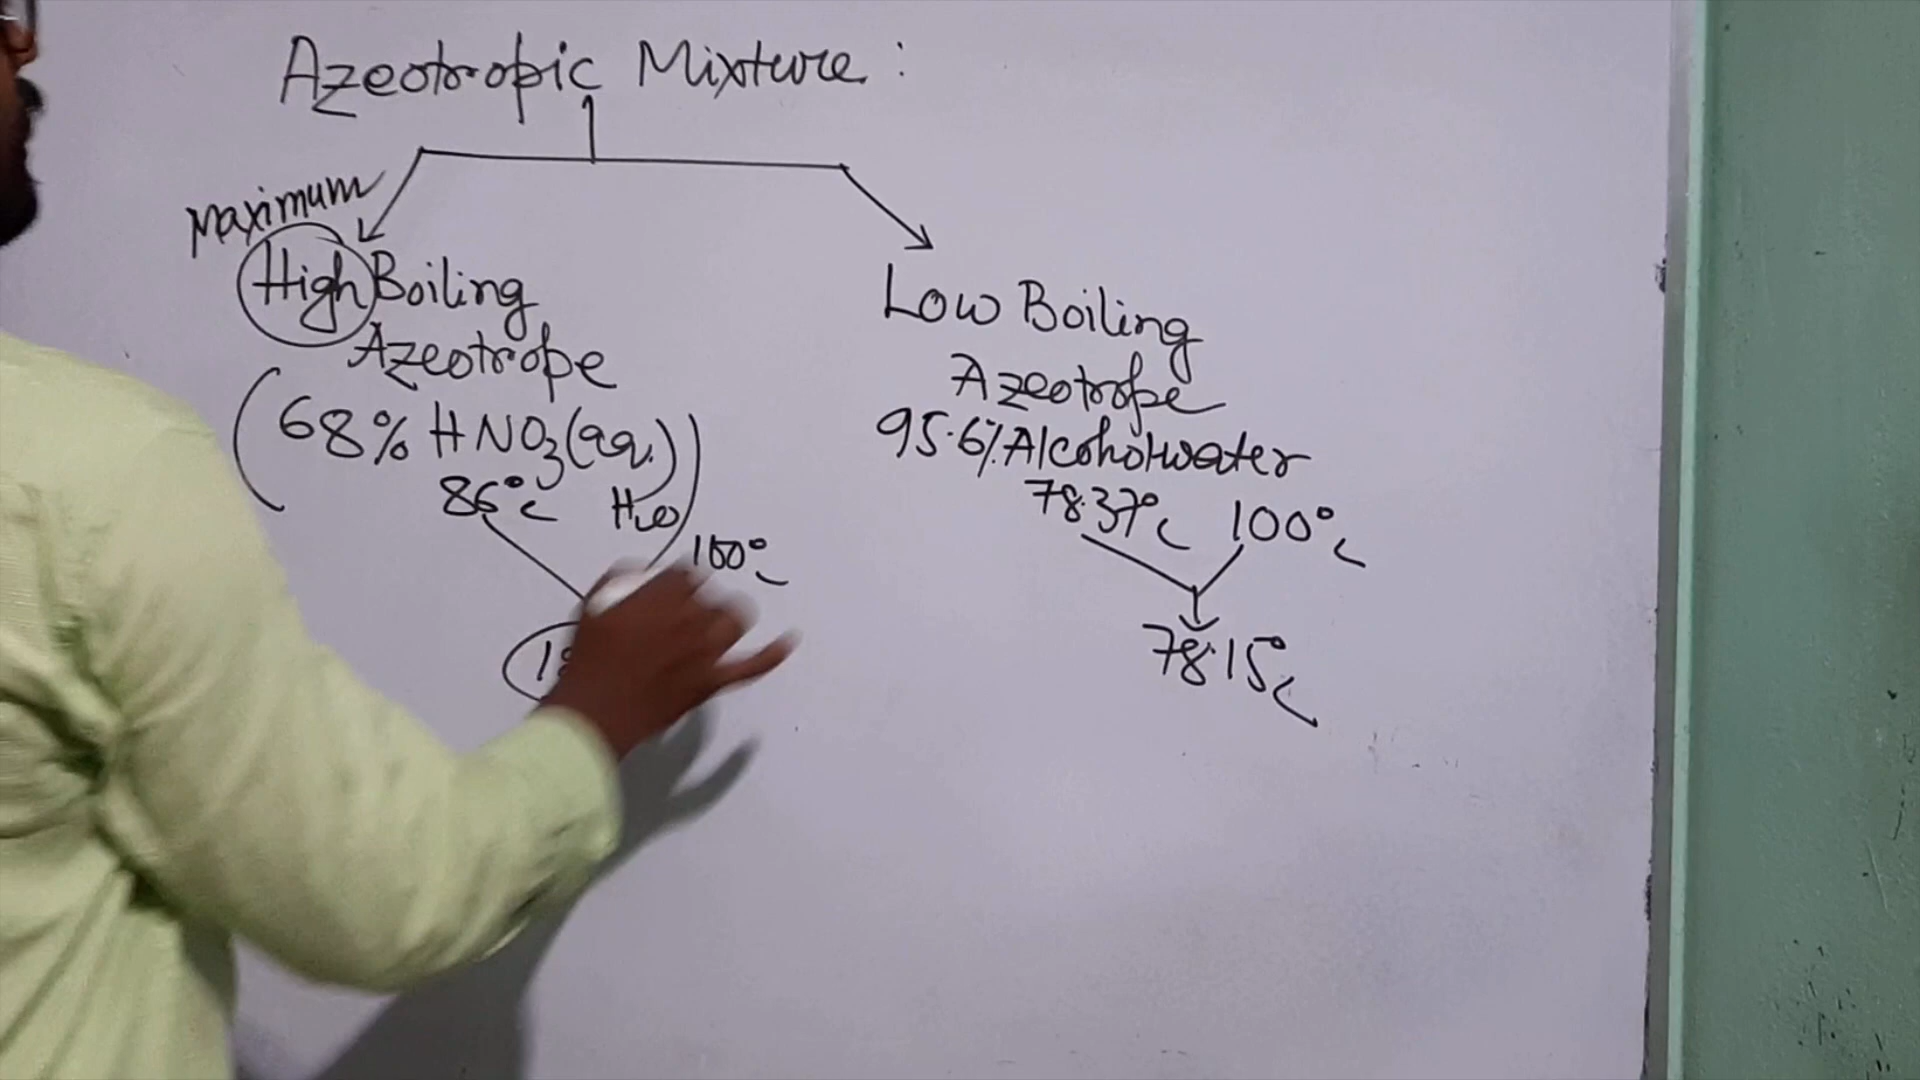 Azeotropic Mixture :
Maximum
High Boiling
Azeotrope
(68% HNO3(aq.))
86°C H2O
100°C
Low Boiling
Azeotrope
95.6% Alcohol+water
78.37°C 100°C
78.15°C